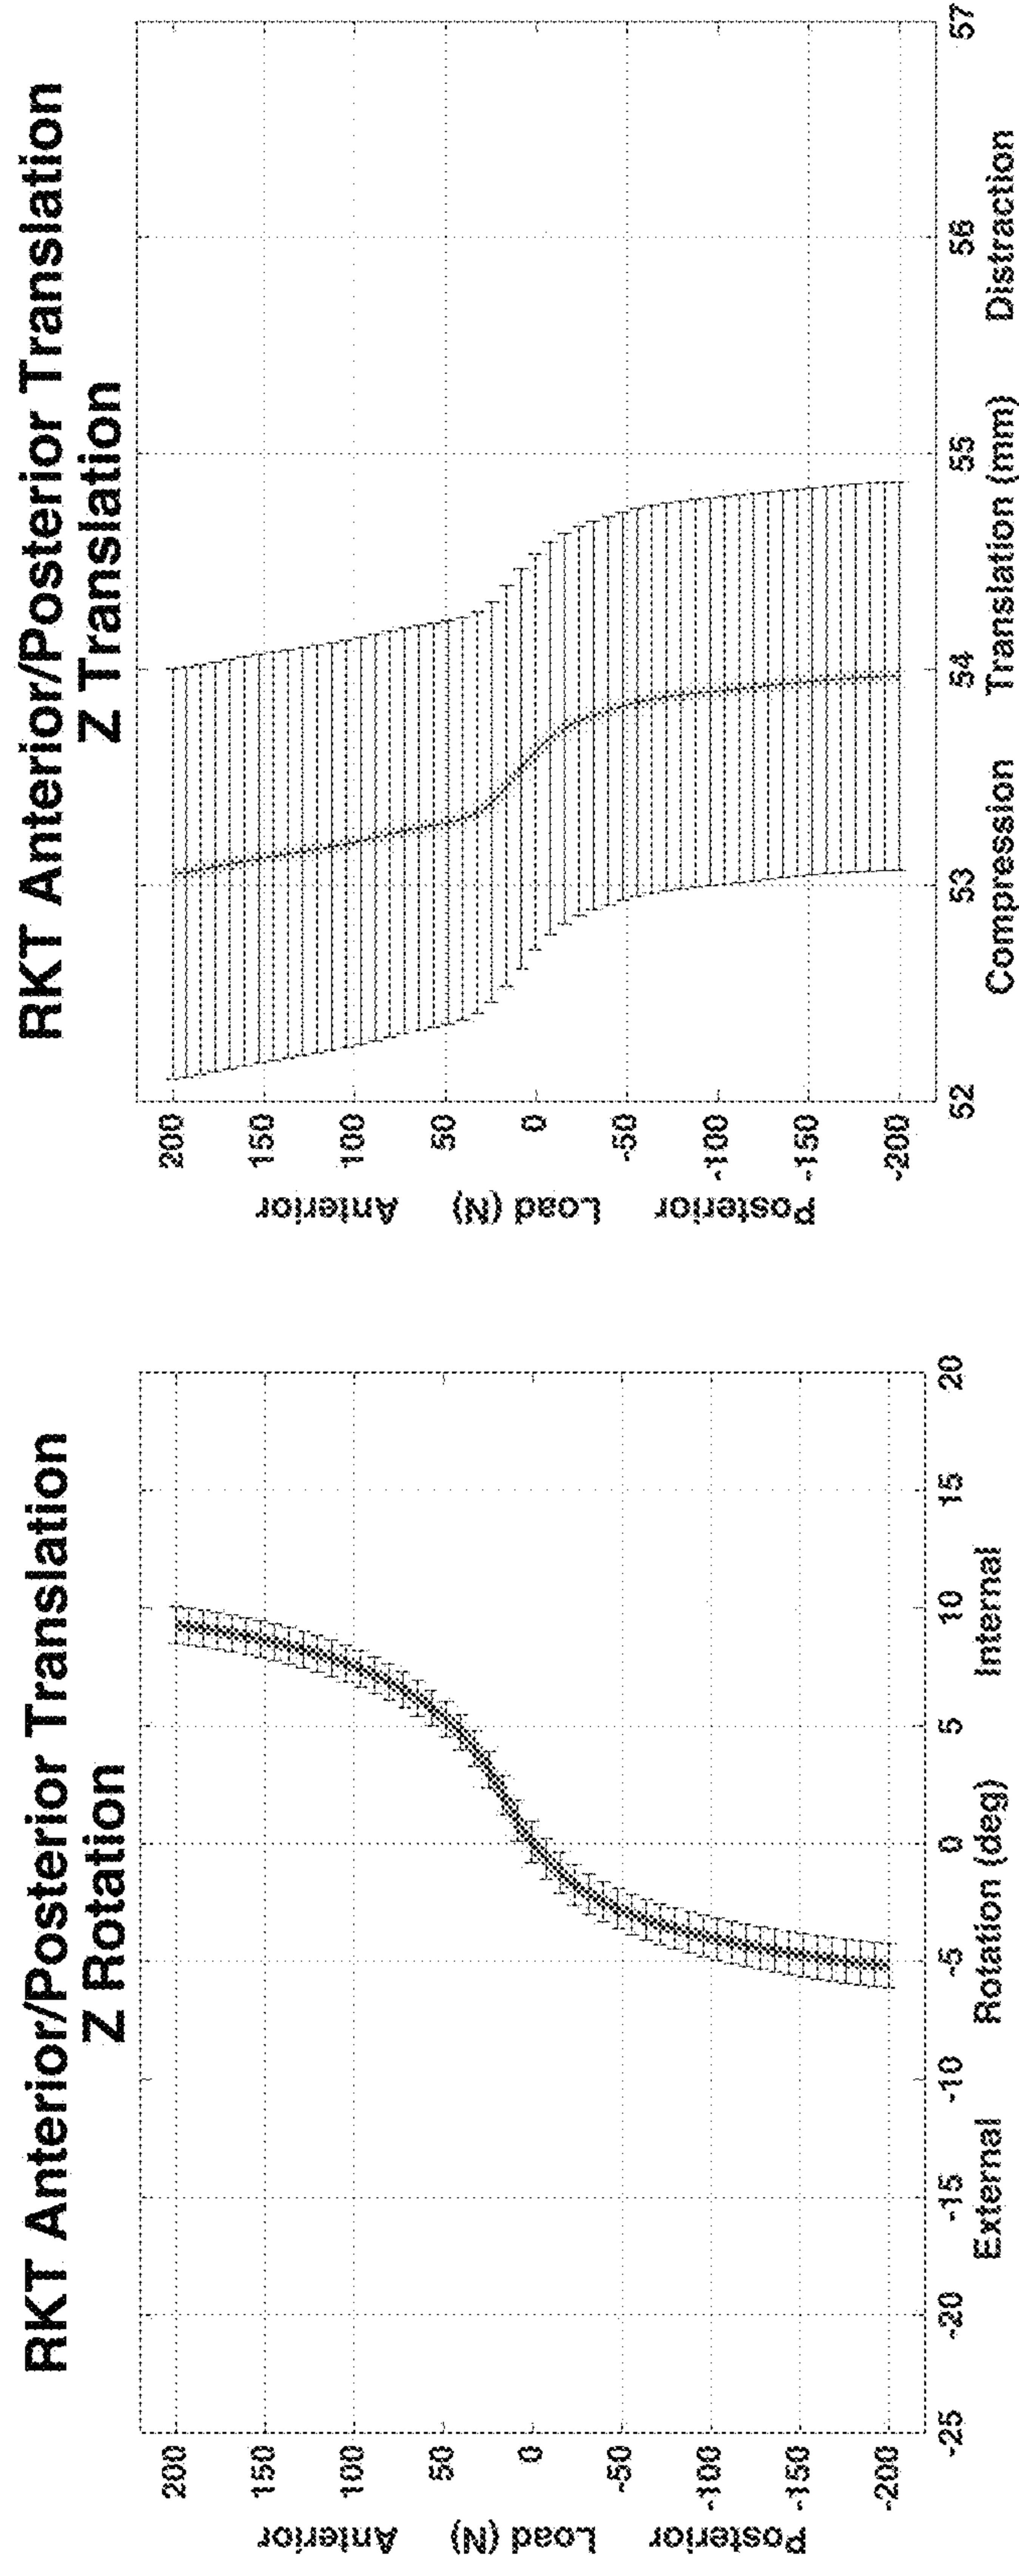 RKT Anterior/Posterior Translation
Z Rotation
Posterior Load (N) Anterior
200
150
100
50
0
-50
-100
-150
-200
-25 -20 -15 -10 -5 0 5 10 15 20
External Rotation (deg) Internal
RKT Anterior/Posterior Translation
Z Translation
Posterior Load (N) Anterior
200
150
100
50
0
-50
-100
-150
-200
52 53 54 55 56 57
Compression Translation (mm) Distraction